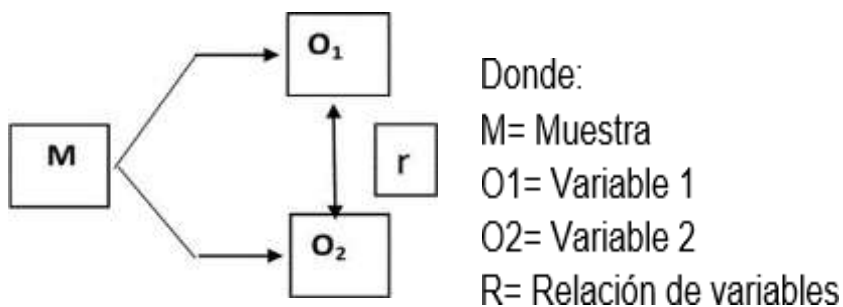 O₁
M
r
O₂
Donde:
M= Muestra
O1= Variable 1
O2= Variable 2
R= Relación de variables